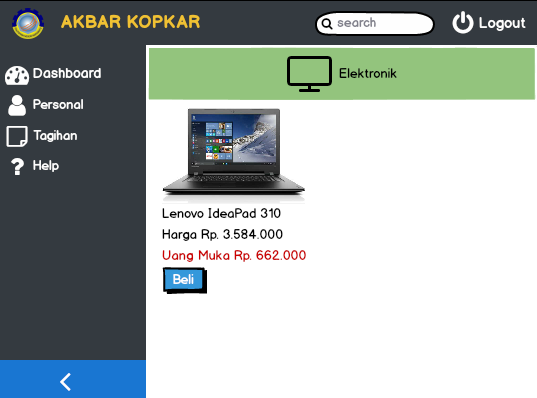 AKBAR KOPKAR
search
Logout
Dashboard
Personal
Tagihan
Help
Elektronik
Lenovo IdeaPad 310
Harga Rp. 3.584.000
Uang Muka Rp. 662.000
Beli